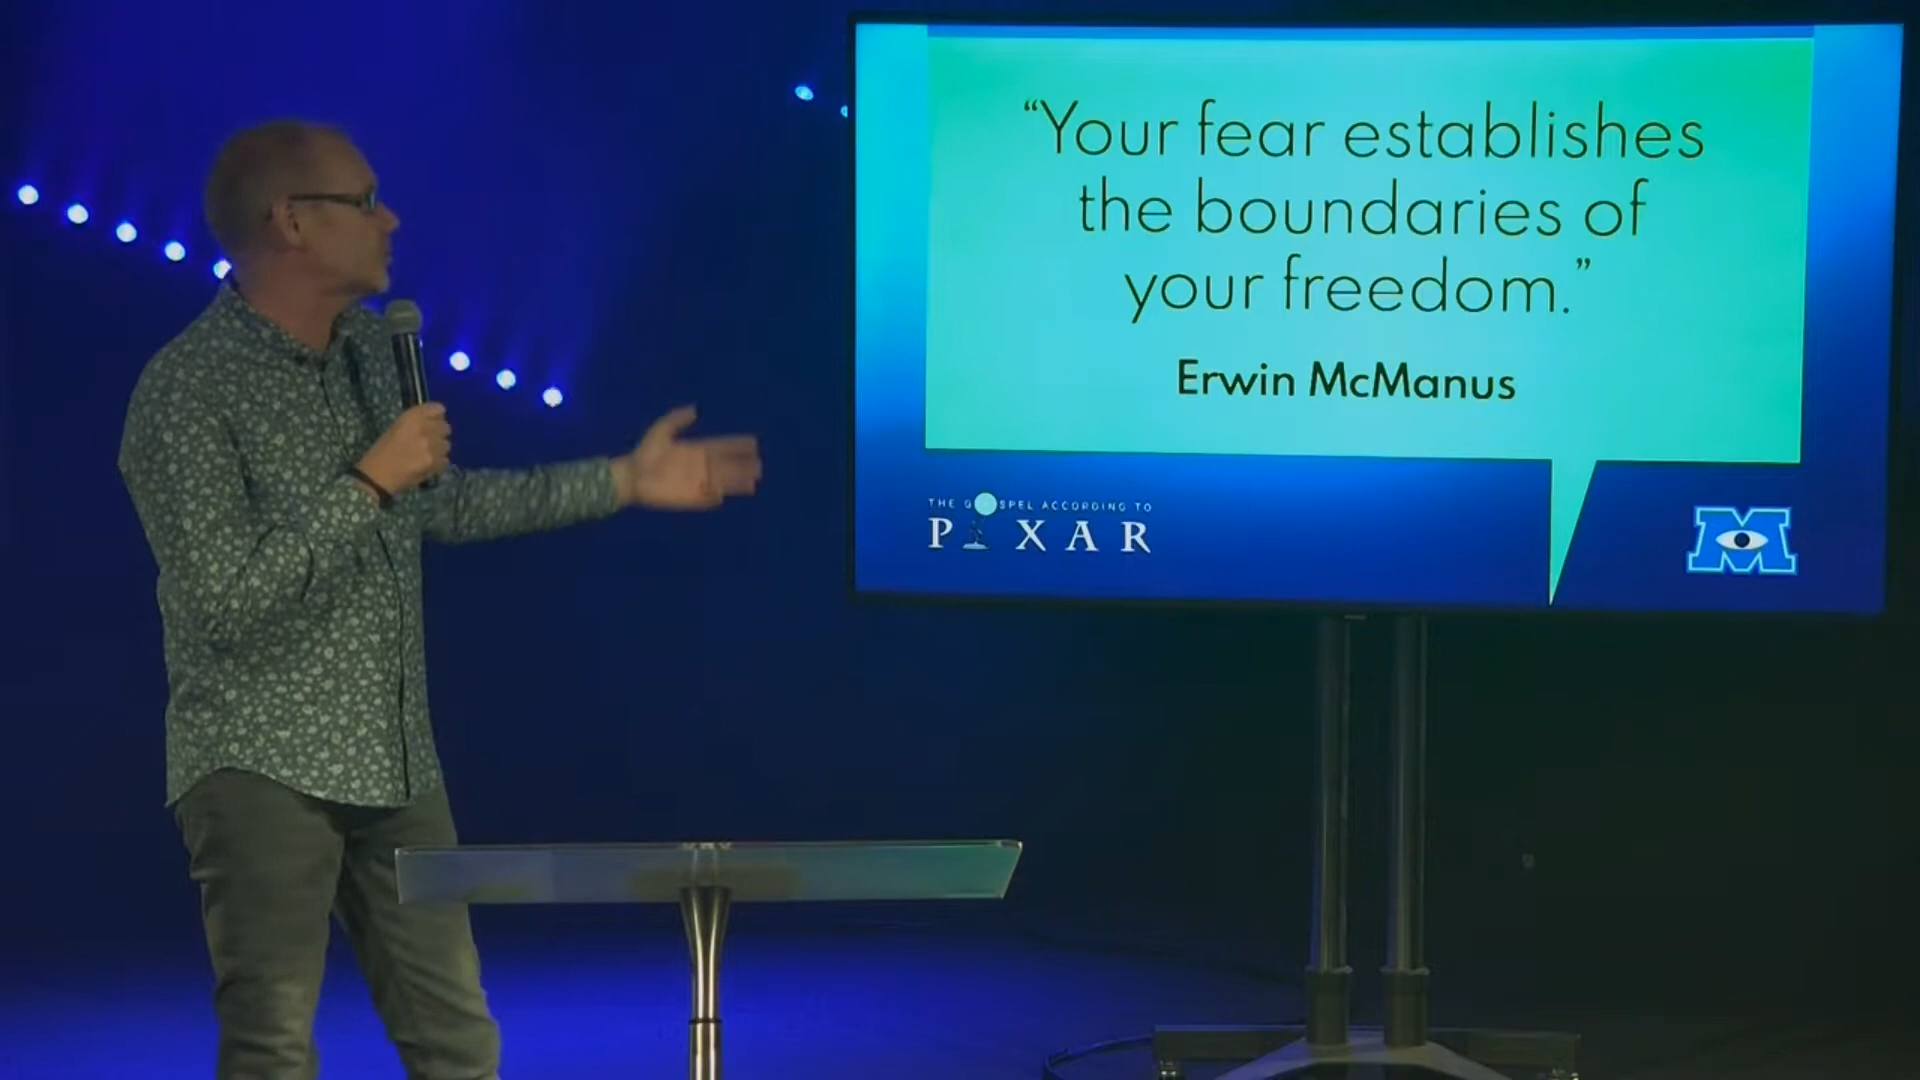 “Your fear establishes
the boundaries of
your freedom.”
Erwin McManus
THE GOSPEL ACCORDING TO
PIXAR
M